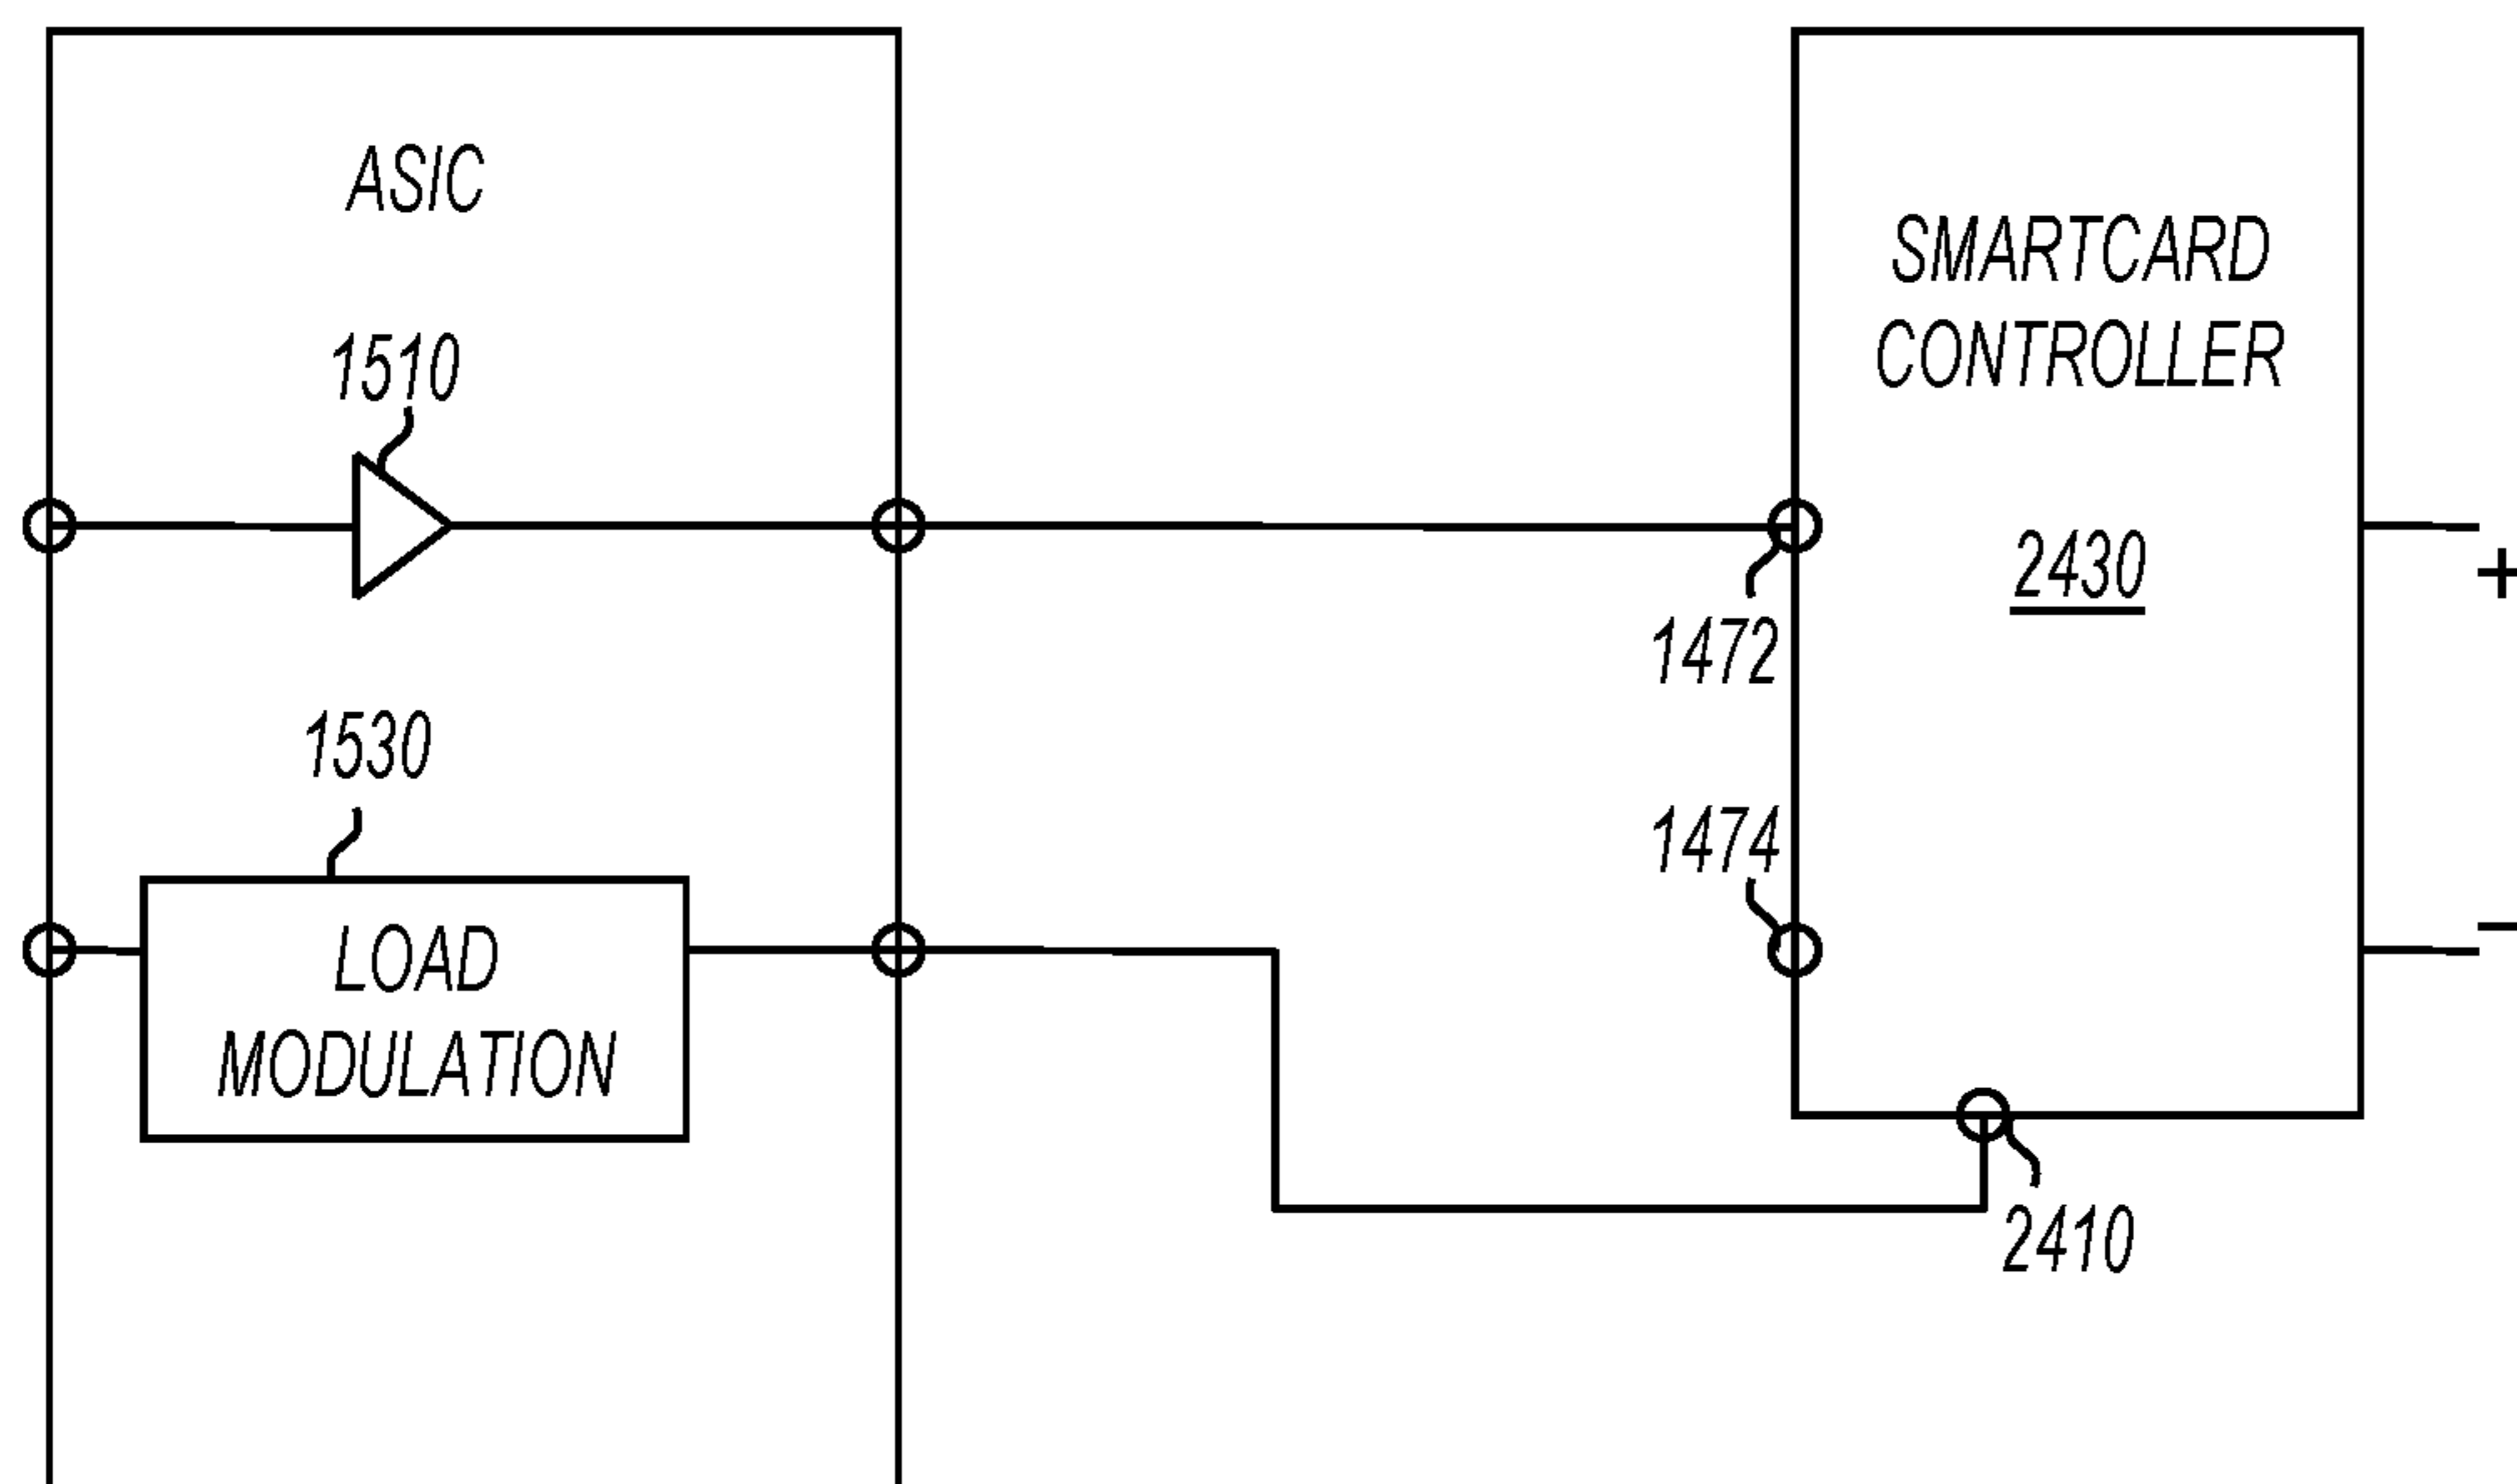 ASIC
SMARTCARD
CONTROLLER
1510
2430
+
1472
1530
1474
−
LOAD
MODULATION
2410